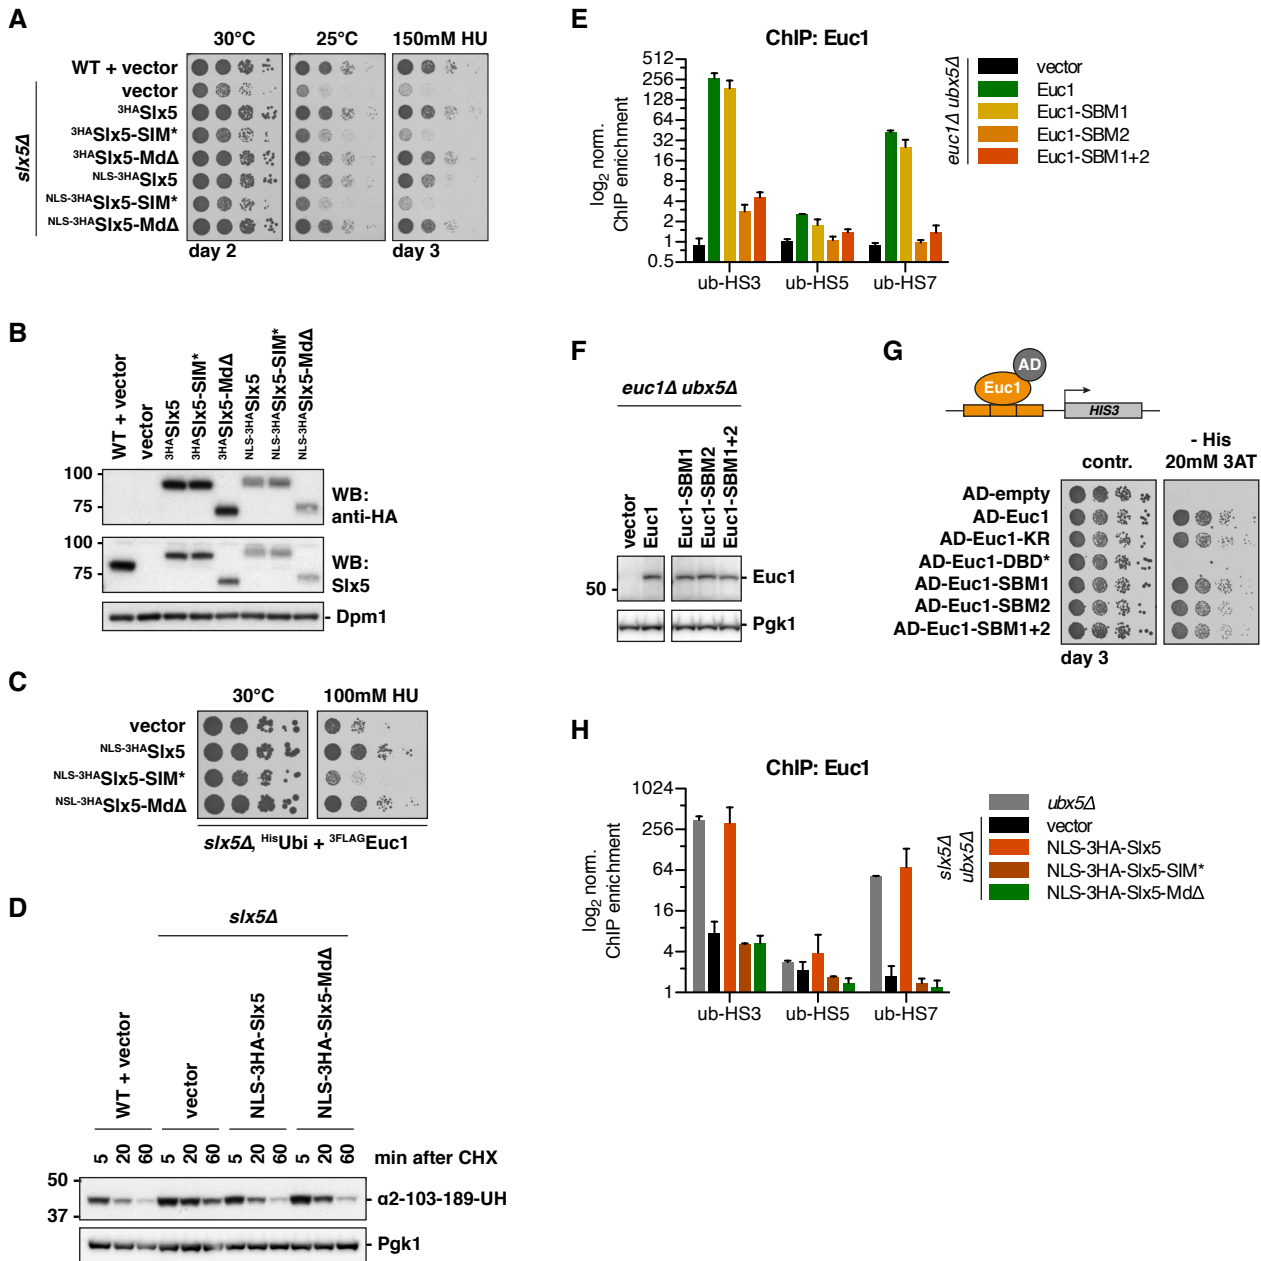 A
30°C 25°C 150mM HU
WT + vector
slx5Δ
vector
3HASlx5
3HASlx5-SIM*
3HASlx5-MdΔ
NLS-3HASlx5
NLS-3HASlx5-SIM*
NLS-3HASlx5-MdΔ
day 2 day 3
B
WT + vector
vector
3HASlx5
3HASlx5-SIM*
3HASlx5-MdΔ
NLS-3HASlx5
NLS-3HASlx5-SIM*
NLS-3HASlx5-MdΔ
100
75
WB:
anti-HA
100
75
WB:
Slx5
- Dpm1
C
30°C 100mM HU
vector
NLS-3HASlx5
NLS-3HASlx5-SIM*
NSL-3HASlx5-MdΔ
slx5Δ, HisUbi + 3FLAGEuc1
D
slx5Δ
WT + vector
vector
NLS-3HA-Slx5
NLS-3HA-Slx5-MdΔ
5 20 60 5 20 60 5 20 60 5 20 60 min after CHX
50
37
- α2-103-189-UH
- Pgk1
E
ChIP: Euc1
log2 norm.
ChIP enrichment
512
256
128
64
32
16
8
4
2
1
0.5
ub-HS3 ub-HS5 ub-HS7
euc1Δ ubx5Δ
vector
Euc1
Euc1-SBM1
Euc1-SBM2
Euc1-SBM1+2
F
euc1Δ ubx5Δ
vector
Euc1
Euc1-SBM1
Euc1-SBM2
Euc1-SBM1+2
50
- Euc1
- Pgk1
G
AD
Euc1
HIS3
contr.
- His
20mM 3AT
AD-empty
AD-Euc1
AD-Euc1-KR
AD-Euc1-DBD*
AD-Euc1-SBM1
AD-Euc1-SBM2
AD-Euc1-SBM1+2
day 3
H
ChIP: Euc1
log2 norm.
ChIP enrichment
1024
256
64
16
4
1
ub-HS3 ub-HS5 ub-HS7
ubx5Δ
slx5Δ
ubx5Δ
vector
NLS-3HA-Slx5
NLS-3HA-Slx5-SIM*
NLS-3HA-Slx5-MdΔ